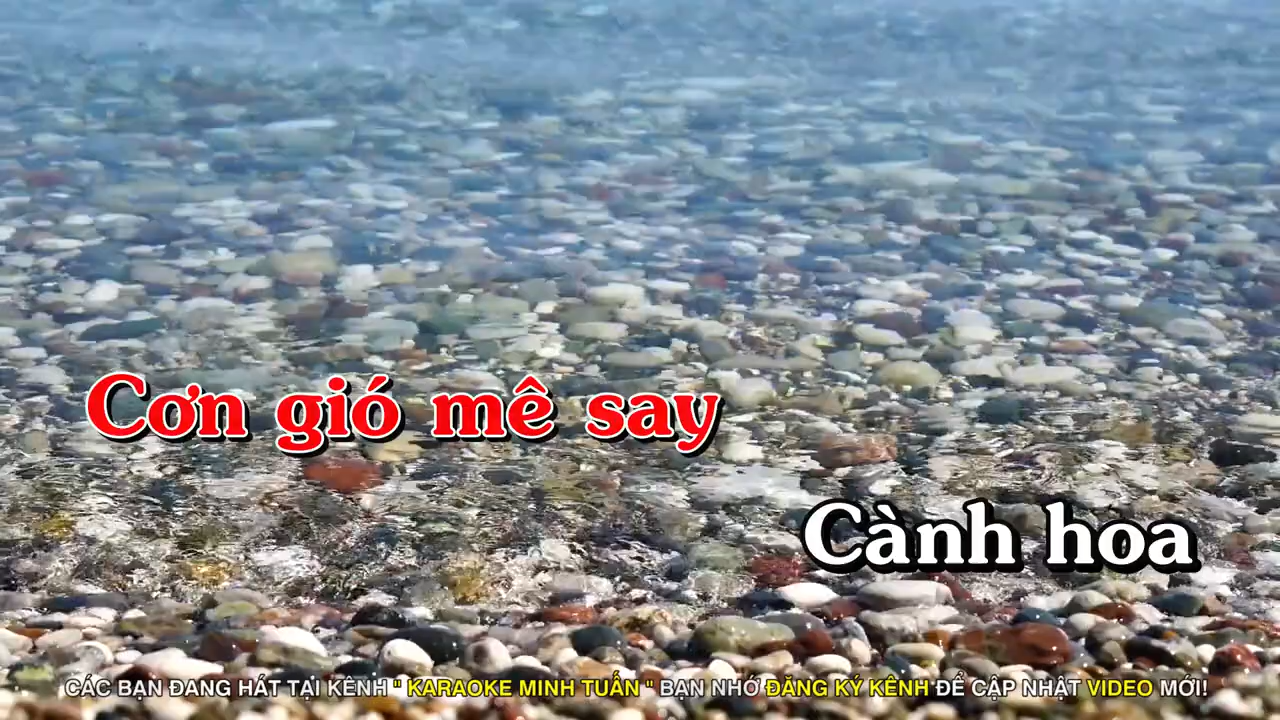 Cơn gió mê say
Cành hoa
CÁC BẠN ĐANG HÁT TẠI KÊNH " KARAOKE MINH TUẤN " BẠN NHỚ ĐĂNG KÝ KÊNH ĐỂ CẬP NHẬT VIDEO MỚI!